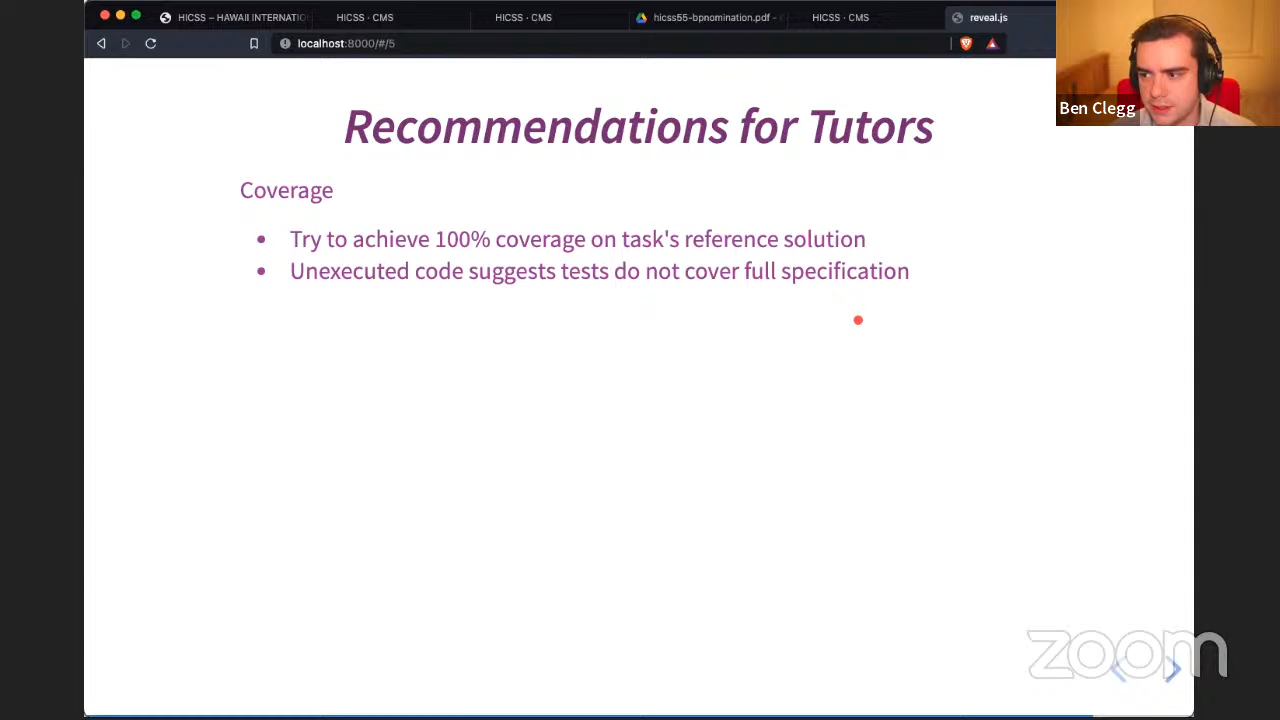 HICSS – HAWAII INTERNATIO
HICSS · CMS
HICSS · CMS
hicss55-bpnomination.pdf -
HICSS · CMS
reveal.js
localhost:8000/#/5
Ben Clegg
Recommendations for Tutors
Coverage
• Try to achieve 100% coverage on task's reference solution
• Unexecuted code suggests tests do not cover full specification
zoom